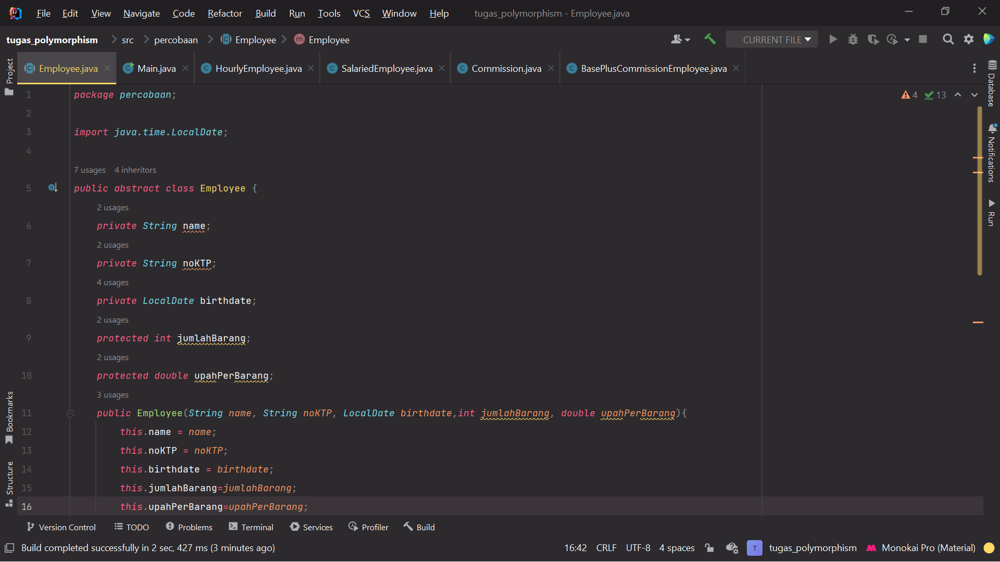 File Edit View Navigate Code Refactor Build Run Tools VCS Window Help tugas_polymorphism - Employee.java
tugas_polymorphism src percobaan Employee Employee CURRENT FILE
Employee.java Main.java HourlyEmployee.java SalariedEmployee.java Commission.java BasePlusCommissionEmployee.java
Project
Bookmarks
Structure
Database
Notifications
Run
4 13
1 package percobaan;
2
3 import java.time.LocalDate;
4
7 usages 4 inheritors
5 public abstract class Employee {
2 usages
6 private String name;
2 usages
7 private String noKTP;
4 usages
8 private LocalDate birthdate;
2 usages
9 protected int jumlahBarang;
2 usages
10 protected double upahPerBarang;
3 usages
11 public Employee(String name, String noKTP, LocalDate birthdate,int jumlahBarang, double upahPerBarang){
12 this.name = name;
13 this.noKTP = noKTP;
14 this.birthdate = birthdate;
15 this.jumlahBarang=jumlahBarang;
16 this.upahPerBarang=upahPerBarang;
Version Control TODO Problems Terminal Services Profiler Build
Build completed successfully in 2 sec, 427 ms (3 minutes ago) 16:42 CRLF UTF-8 4 spaces T tugas_polymorphism Monokai Pro (Material)